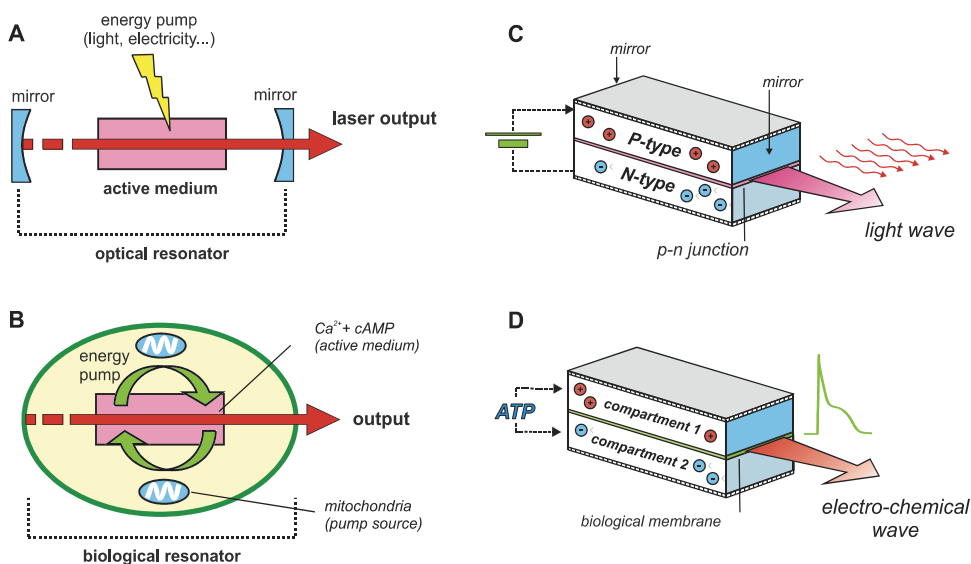 A
energy pump
(light, electricity...)
mirror
mirror
laser output
active medium
optical resonator
B
Ca²⁺+ cAMP
(active medium)
energy
pump
output
mitochondria
(pump source)
biological resonator
C
mirror
mirror
P-type
N-type
+ + + +
- - - -
p-n junction
light wave
D
ATP
compartment 1
compartment 2
+ + +
- - -
biological membrane
electro-chemical
wave